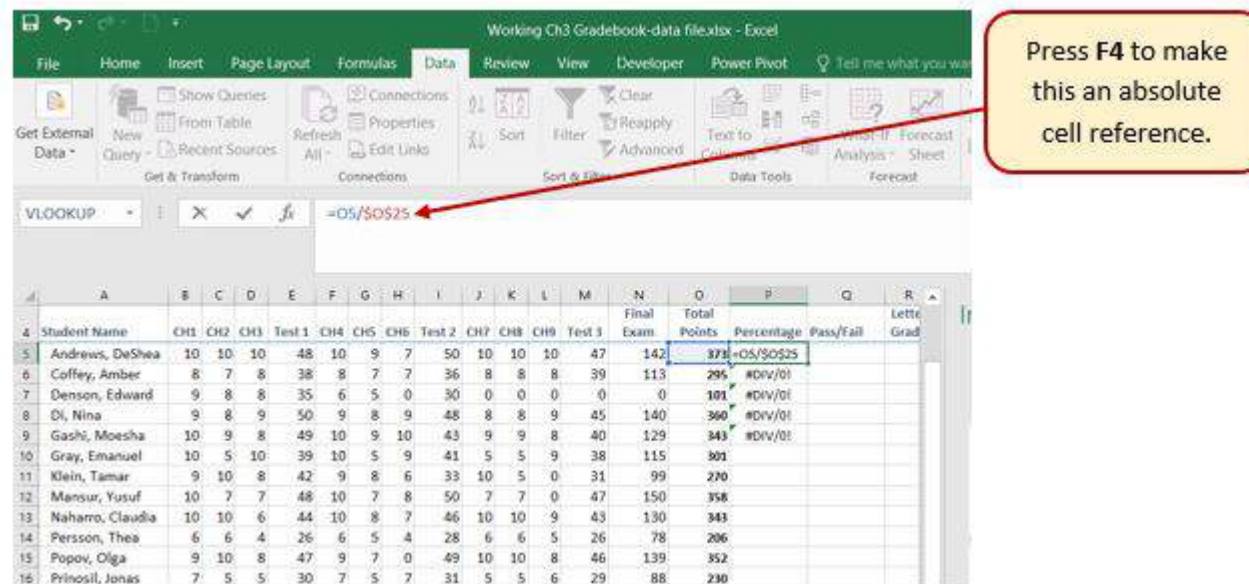 Working Ch3 Gradebook-data file.xlsx - Excel
File Home Insert Page Layout Formulas Data Review View Developer Power Pivot Tell me what you
Get External Data
New Query
Show Queries
From Table
Recent Sources
Get & Transform
Refresh All
Connections
Properties
Edit Links
Connections
Sort
Filter
Clear
Reapply
Advanced
Sort & Filter
Text to Columns
Data Tools
What-If Analysis
Forecast Sheet
Forecast
Press F4 to make
this an absolute
cell reference.
VLOOKUP fx =O5/$O$25
A B C D E F G H I J K L M N O P Q R
4 Student Name CH1 CH2 CH3 Test 1 CH4 CH5 CH6 Test 2 CH7 CH8 CH9 Test 3 Final Exam Total Points Percentage Pass/Fail Lette Grad
5 Andrews, DeShea 10 10 10 48 10 9 7 50 10 10 10 47 142 373 =O5/$O$25
6 Coffey, Amber 8 7 8 38 8 7 7 36 8 8 8 39 113 295 #DIV/0!
7 Denson, Edward 9 8 8 35 6 5 0 30 0 0 0 0 0 101 #DIV/0!
8 Di, Nina 9 8 9 50 9 8 9 48 8 8 9 45 140 360 #DIV/0!
9 Gashi, Moesha 10 9 8 49 10 9 10 43 9 9 8 40 129 343 #DIV/0!
10 Gray, Emanuel 10 5 10 39 10 5 9 41 5 5 9 38 115 301
11 Klein, Tamar 9 10 8 42 9 8 6 33 10 5 0 31 99 270
12 Mansur, Yusuf 10 7 7 48 10 7 8 50 7 7 0 47 150 358
13 Naharro, Claudia 10 10 6 44 10 8 7 46 10 10 9 43 130 343
14 Persson, Thea 6 6 4 26 6 5 4 28 6 6 5 26 78 206
15 Popov, Olga 9 10 8 47 9 7 0 49 10 10 8 46 139 352
16 Prinosil, Jonas 7 5 5 30 7 5 7 31 5 5 6 29 88 230